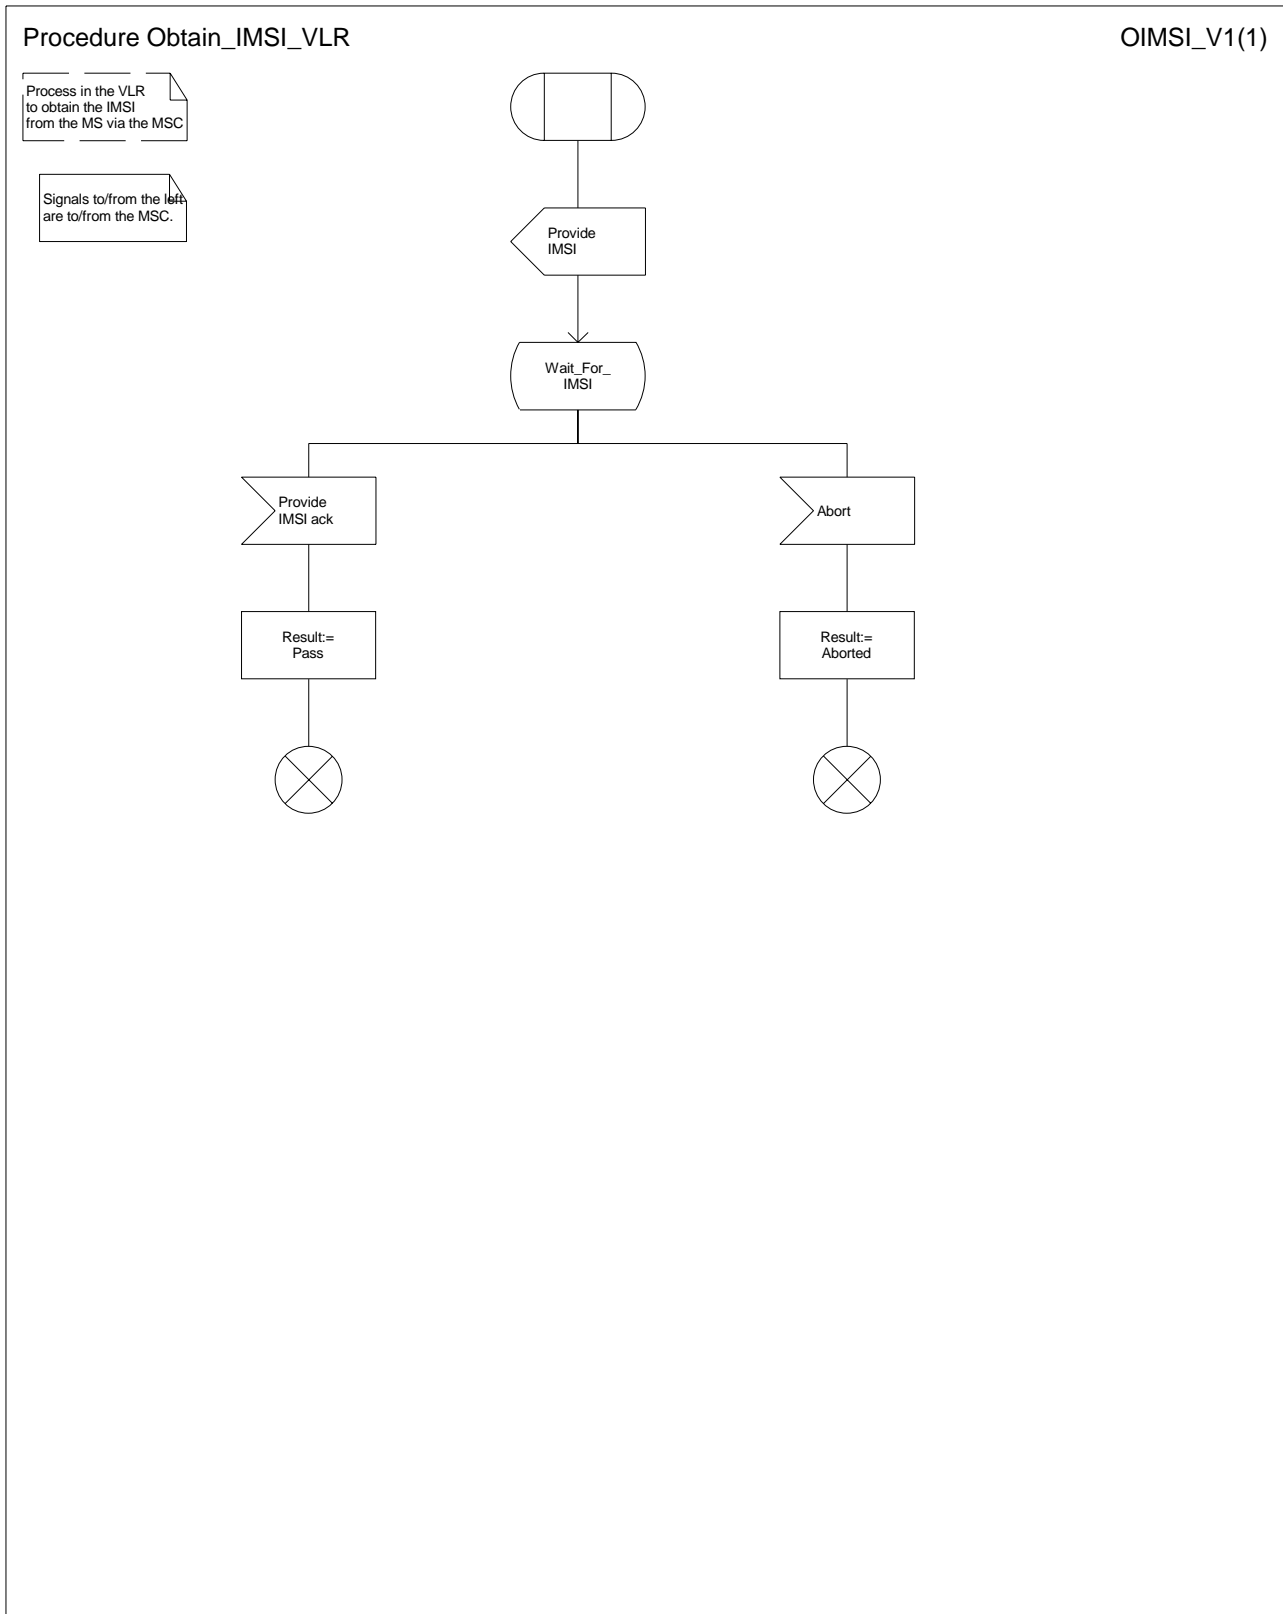 Procedure Obtain_IMSI_VLR
OIMSI_V1(1)
Process in the VLR
to obtain the IMSI
from the MS via the MSC
Signals to/from the left
are to/from the MSC.
Provide
IMSI
Wait_For_
IMSI
Provide
IMSI ack
Abort
Result:=
Pass
Result:=
Aborted